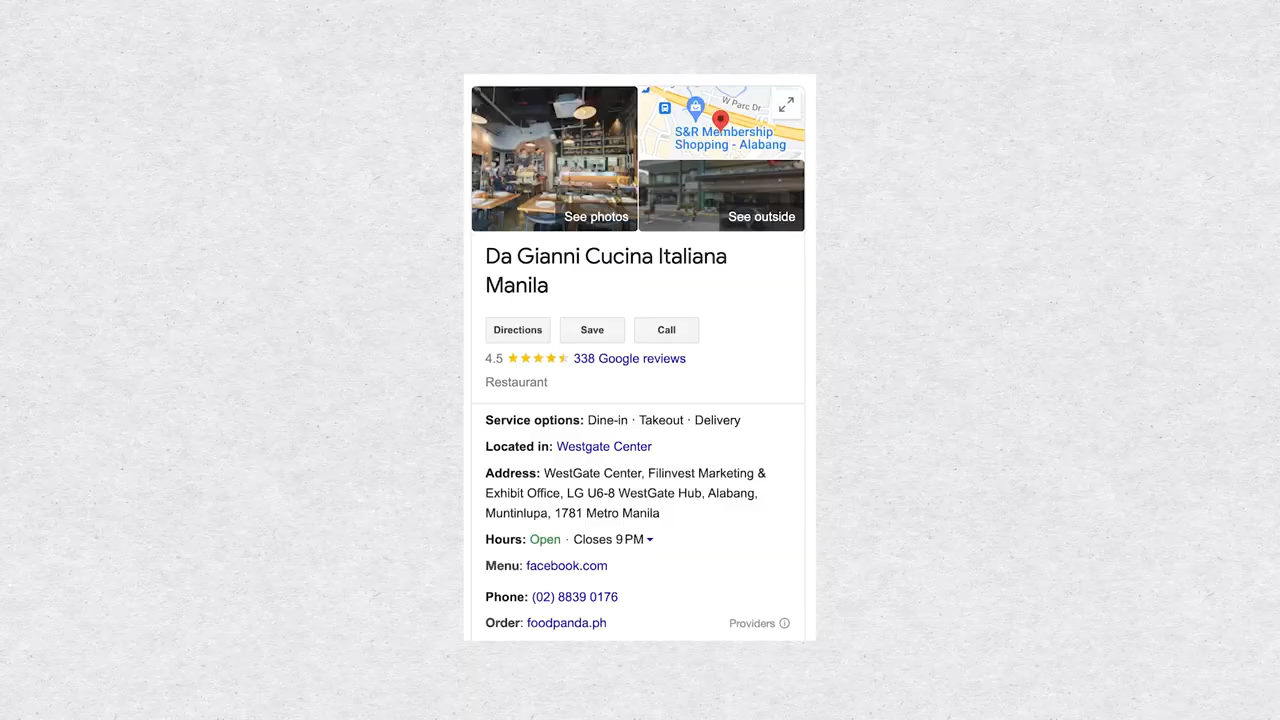 W Parc Dr
S&R Membership
Shopping - Alabang
See photos
See outside
Da Gianni Cucina Italiana
Manila
Directions
Save
Call
4.5 338 Google reviews
Restaurant
Service options: Dine-in · Takeout · Delivery
Located in: Westgate Center
Address: WestGate Center, Filinvest Marketing &
Exhibit Office, LG U6-8 WestGate Hub, Alabang,
Muntinlupa, 1781 Metro Manila
Hours: Open · Closes 9 PM
Menu: facebook.com
Phone: (02) 8839 0176
Order: foodpanda.ph
Providers